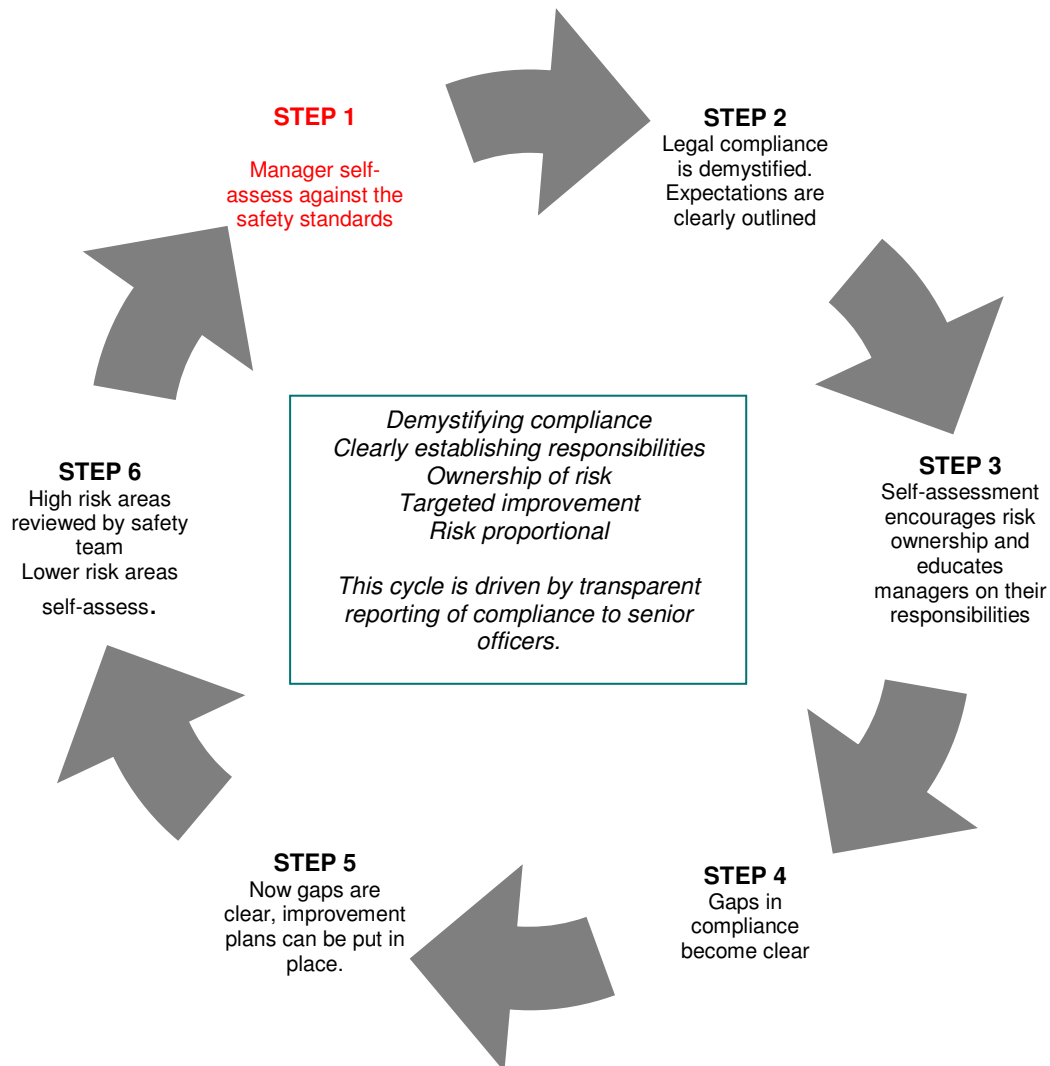 STEP 1
Manager self-
assess against the
safety standards
STEP 2
Legal compliance
is demystified.
Expectations are
clearly outlined
STEP 3
Self-assessment
encourages risk
ownership and
educates
managers on their
responsibilities
STEP 4
Gaps in
compliance
become clear
STEP 5
Now gaps are
clear, improvement
plans can be put in
place.
STEP 6
High risk areas
reviewed by safety
team
Lower risk areas
self-assess.
Demystifying compliance
Clearly establishing responsibilities
Ownership of risk
Targeted improvement
Risk proportional
This cycle is driven by transparent
reporting of compliance to senior
officers.